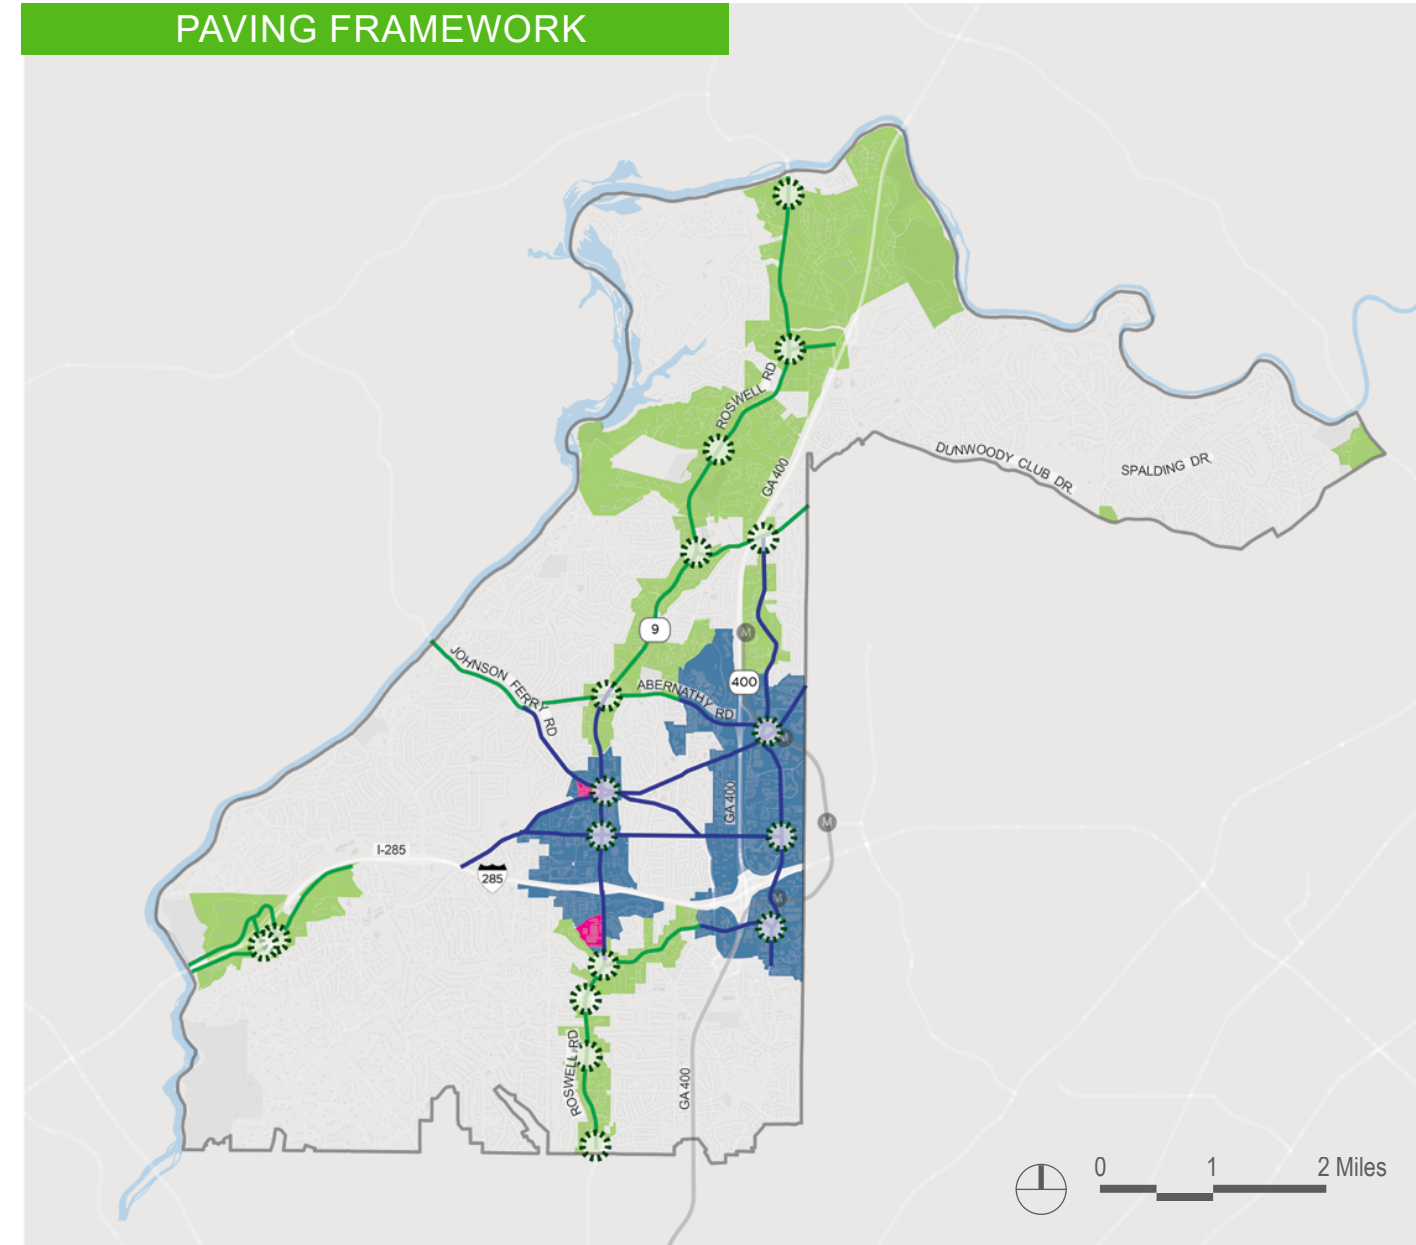 PAVING FRAMEWORK
ROSWELL RD
GA 400
DUNWOODY CLUB DR.
SPALDING DR.
9
M
JOHNSON FERRY RD
ABERNATHY RD
400
M
GA 400
M
I-285
285
M
ROSWELL RD
GA 400
0 1 2 Miles